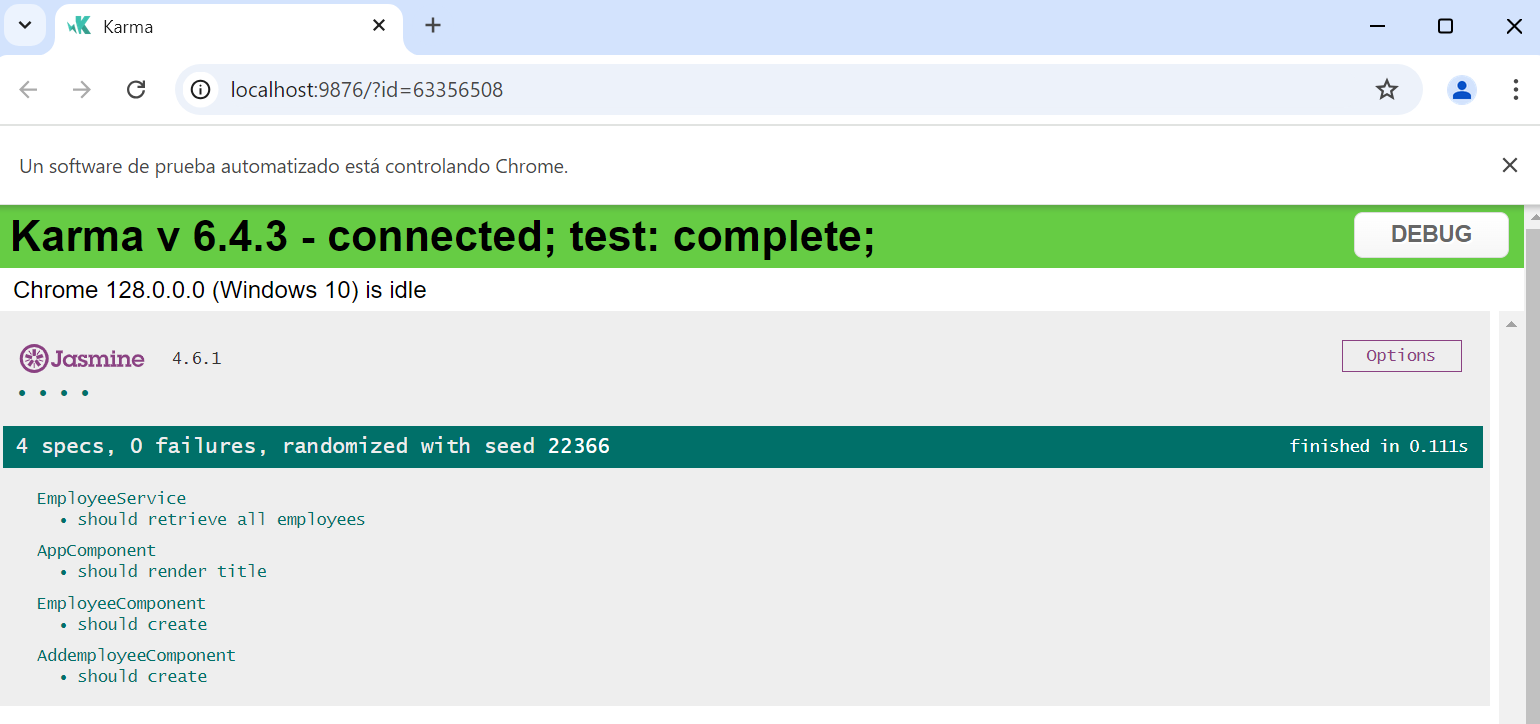 Karma
localhost:9876/?id=63356508
Un software de prueba automatizado está controlando Chrome.
Karma v 6.4.3 - connected; test: complete;
DEBUG
Chrome 128.0.0.0 (Windows 10) is idle
Jasmine 4.6.1
Options
4 specs, 0 failures, randomized with seed 22366
finished in 0.111s
EmployeeService
• should retrieve all employees
AppComponent
• should render title
EmployeeComponent
• should create
AddemployeeComponent
• should create